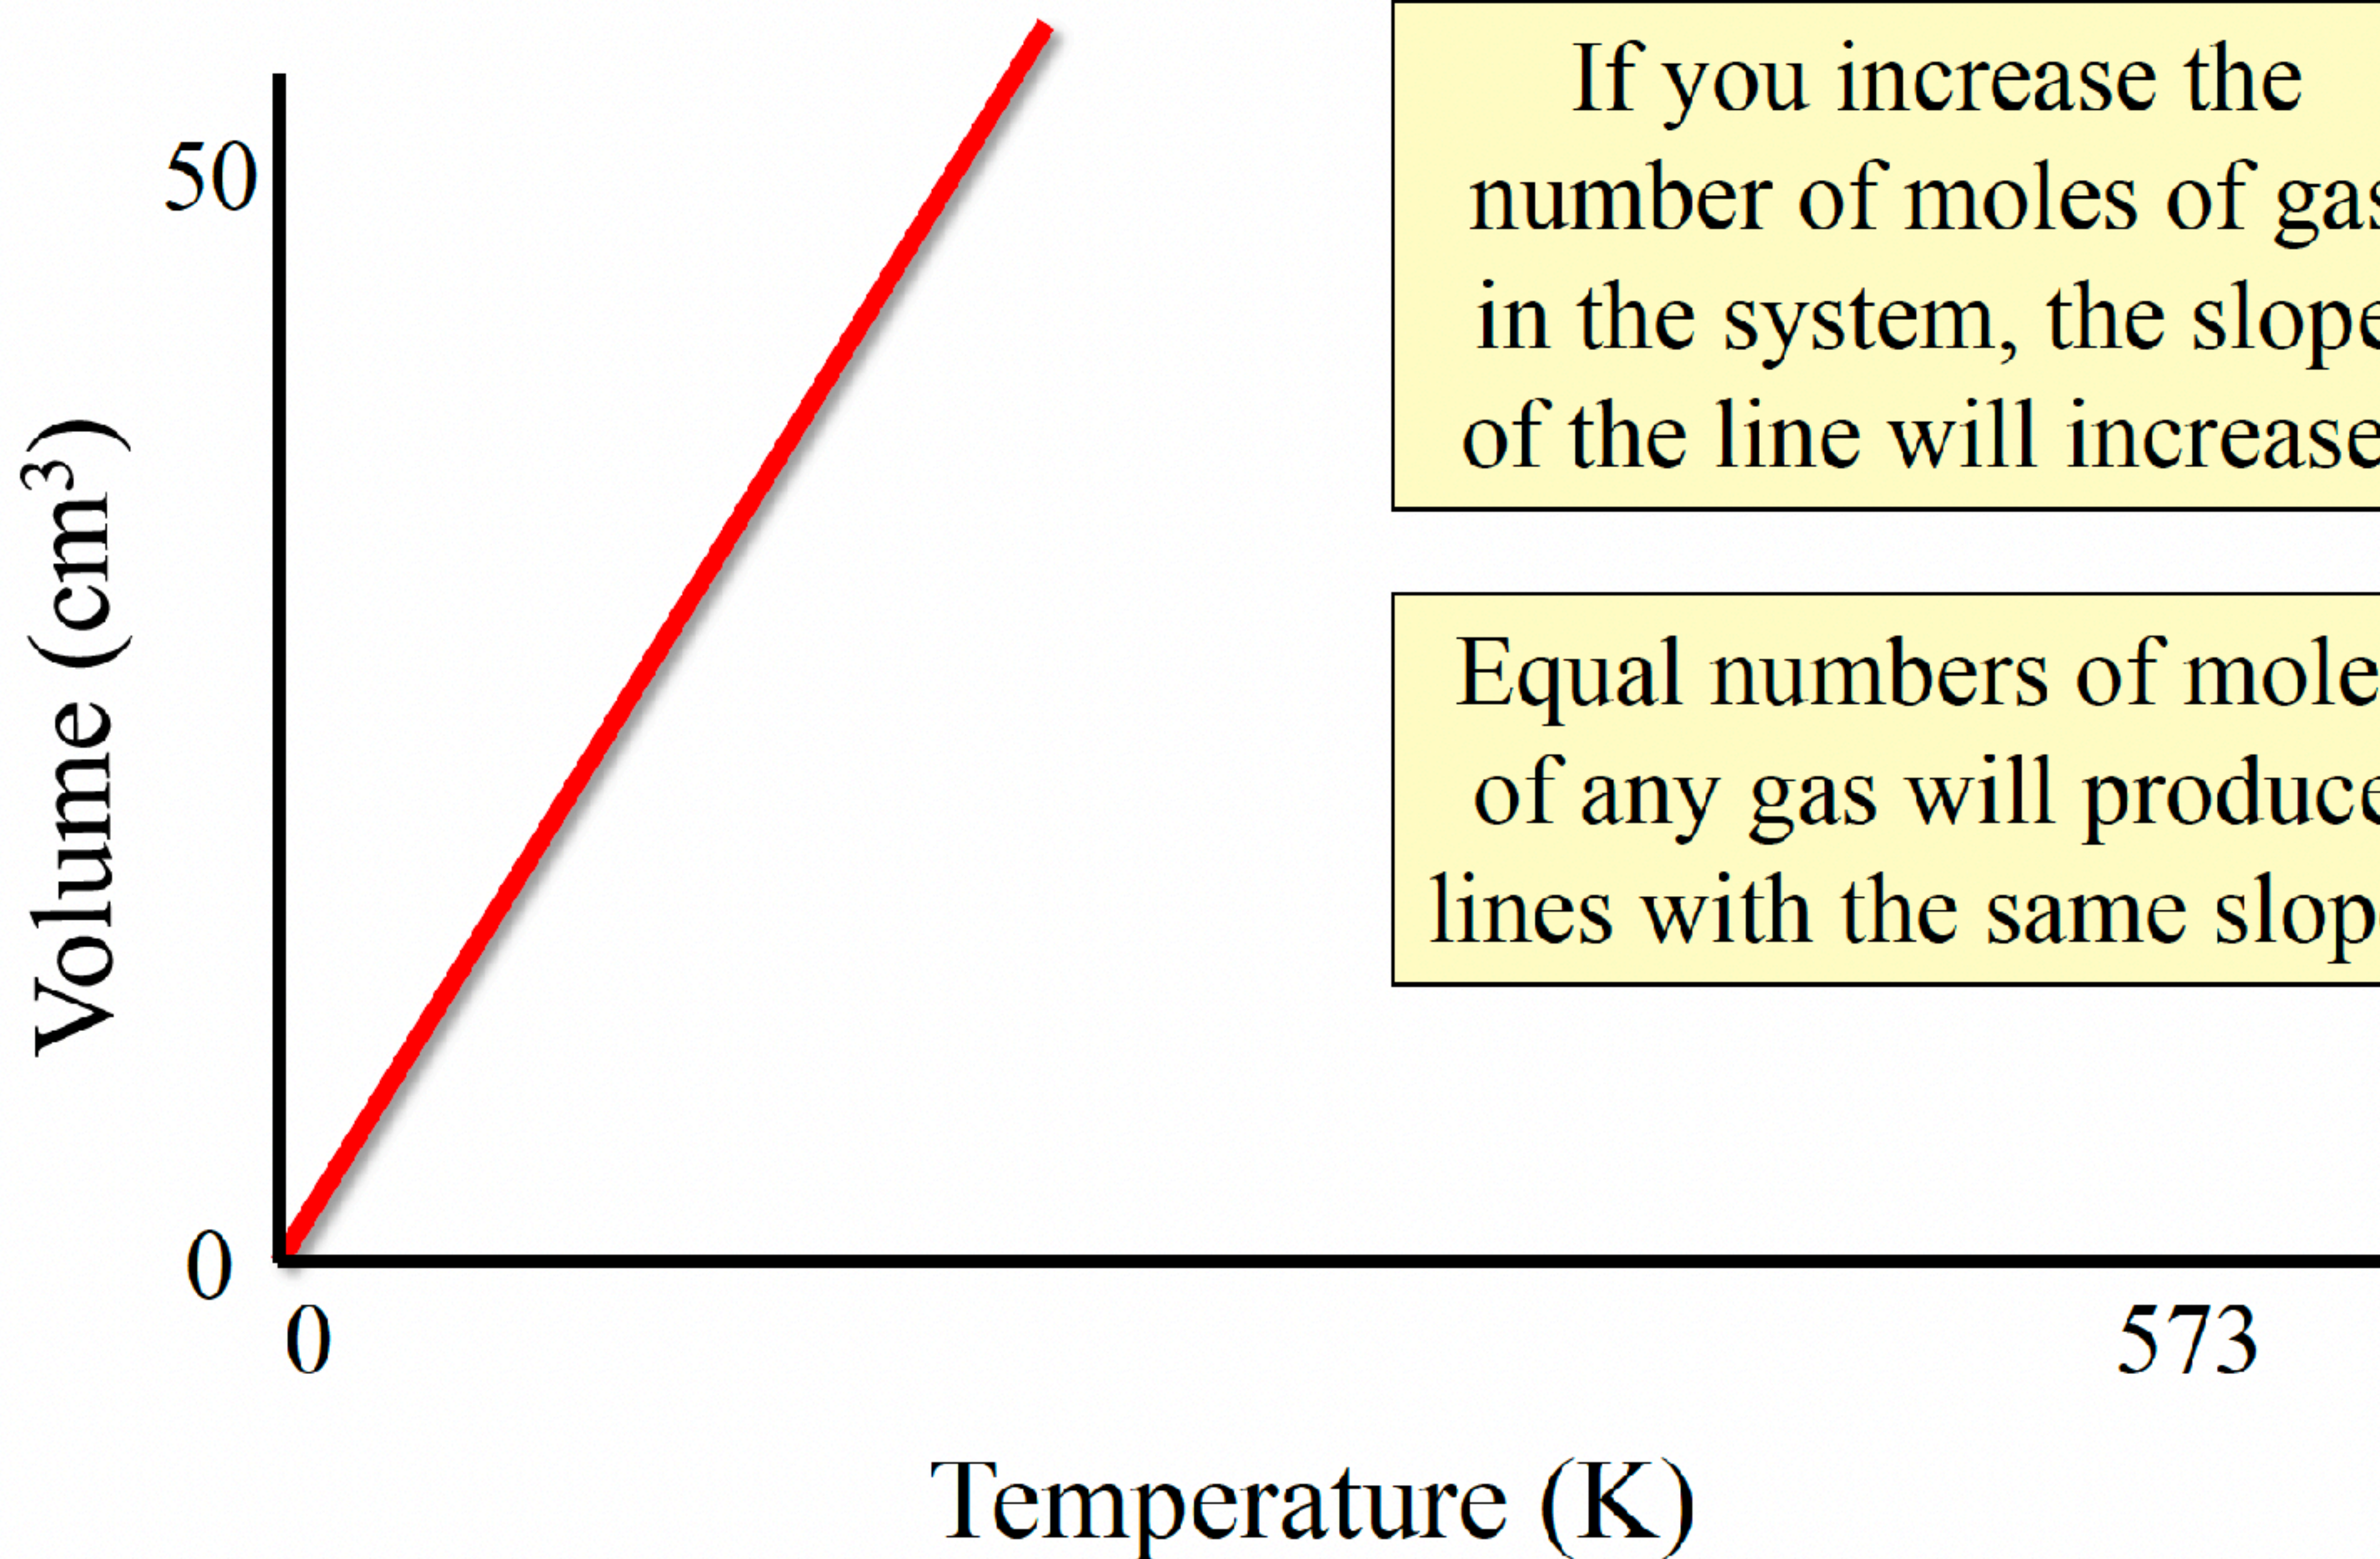 50
Volume (cm³)
0
0
573
Temperature (K)
If you increase the
number of moles of gas
in the system, the slope
of the line will increase
Equal numbers of mole
of any gas will produce
lines with the same slop